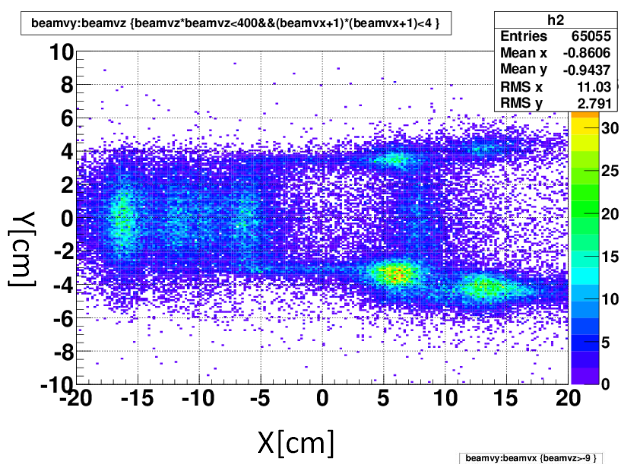 beamvy:beamvz {beamvz*beamvz<400&&(beamvx+1)*(beamvx+1)<4 }
h2
Entries 65055
Mean x -0.8606
Mean y -0.9437
RMS x 11.03
RMS y 2.791
10
8
6
4
2
0
-2
-4
-6
-8
-10
Y[cm]
-20 -15 -10 -5 0 5 10 15 20
X[cm]
30
25
20
15
10
5
0
beamvy:beamvx {beamvz>-9 }